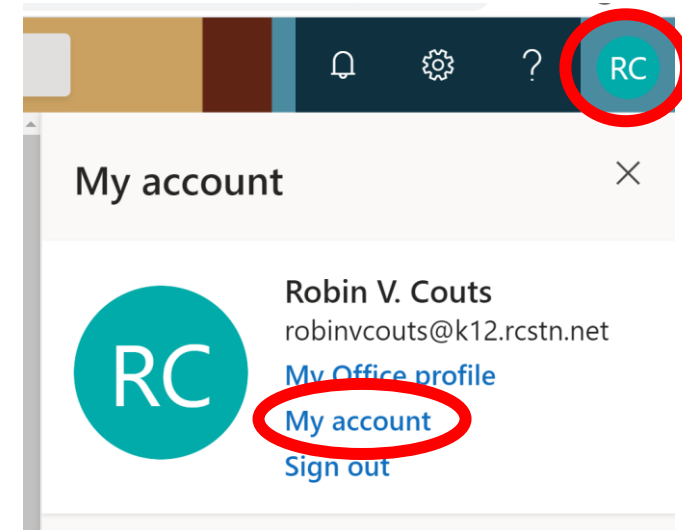 ?
RC
My account
Robin V. Couts
robinvcouts@k12.rcstn.net
RC
My Office profile
My account
Sign out